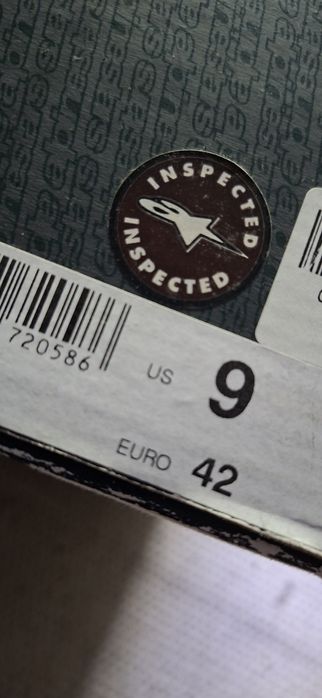 INSPECTED
INSPECTED
720586
US 9
EURO 42